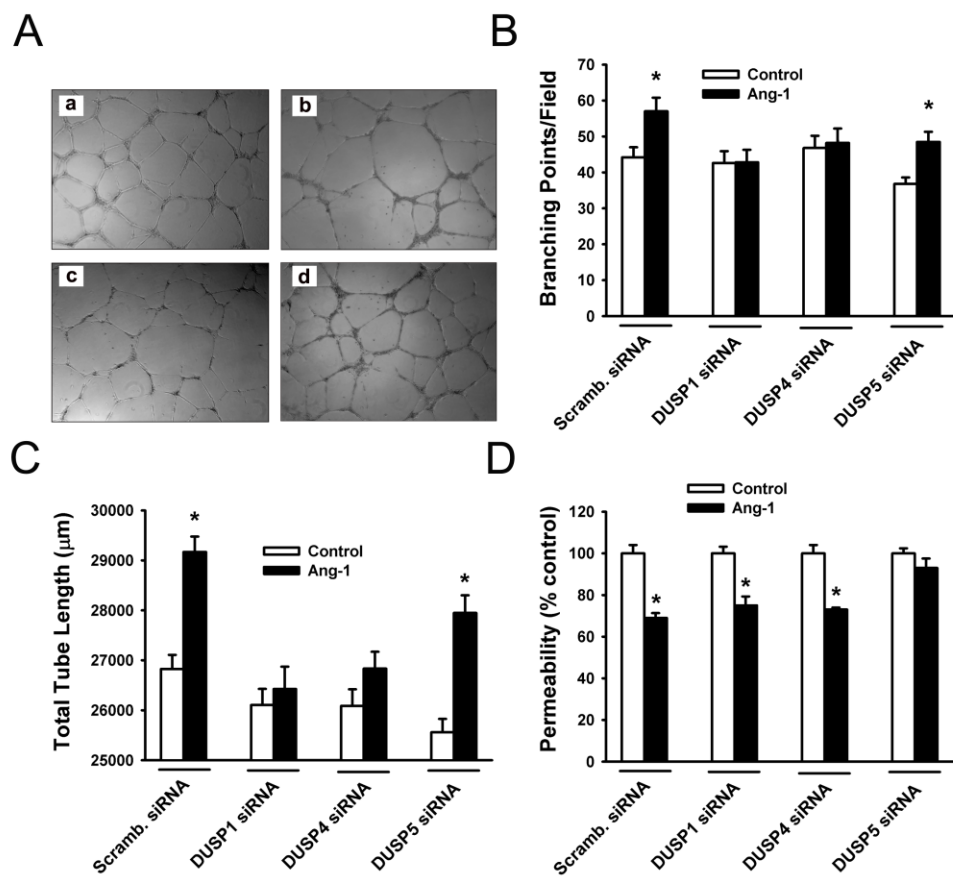 A
a
b
c
d
B
Branching Points/Field
70
60
50
40
30
20
10
0
Control
Ang-1
*
*
Scramb. siRNA
DUSP1 siRNA
DUSP4 siRNA
DUSP5 siRNA
C
Total Tube Length (μm)
30000
29000
28000
27000
26000
25000
Control
Ang-1
*
*
Scramb. siRNA
DUSP1 siRNA
DUSP4 siRNA
DUSP5 siRNA
D
Permeability (% control)
120
100
80
60
40
20
0
Control
Ang-1
*
*
*
Scramb. siRNA
DUSP1 siRNA
DUSP4 siRNA
DUSP5 siRNA